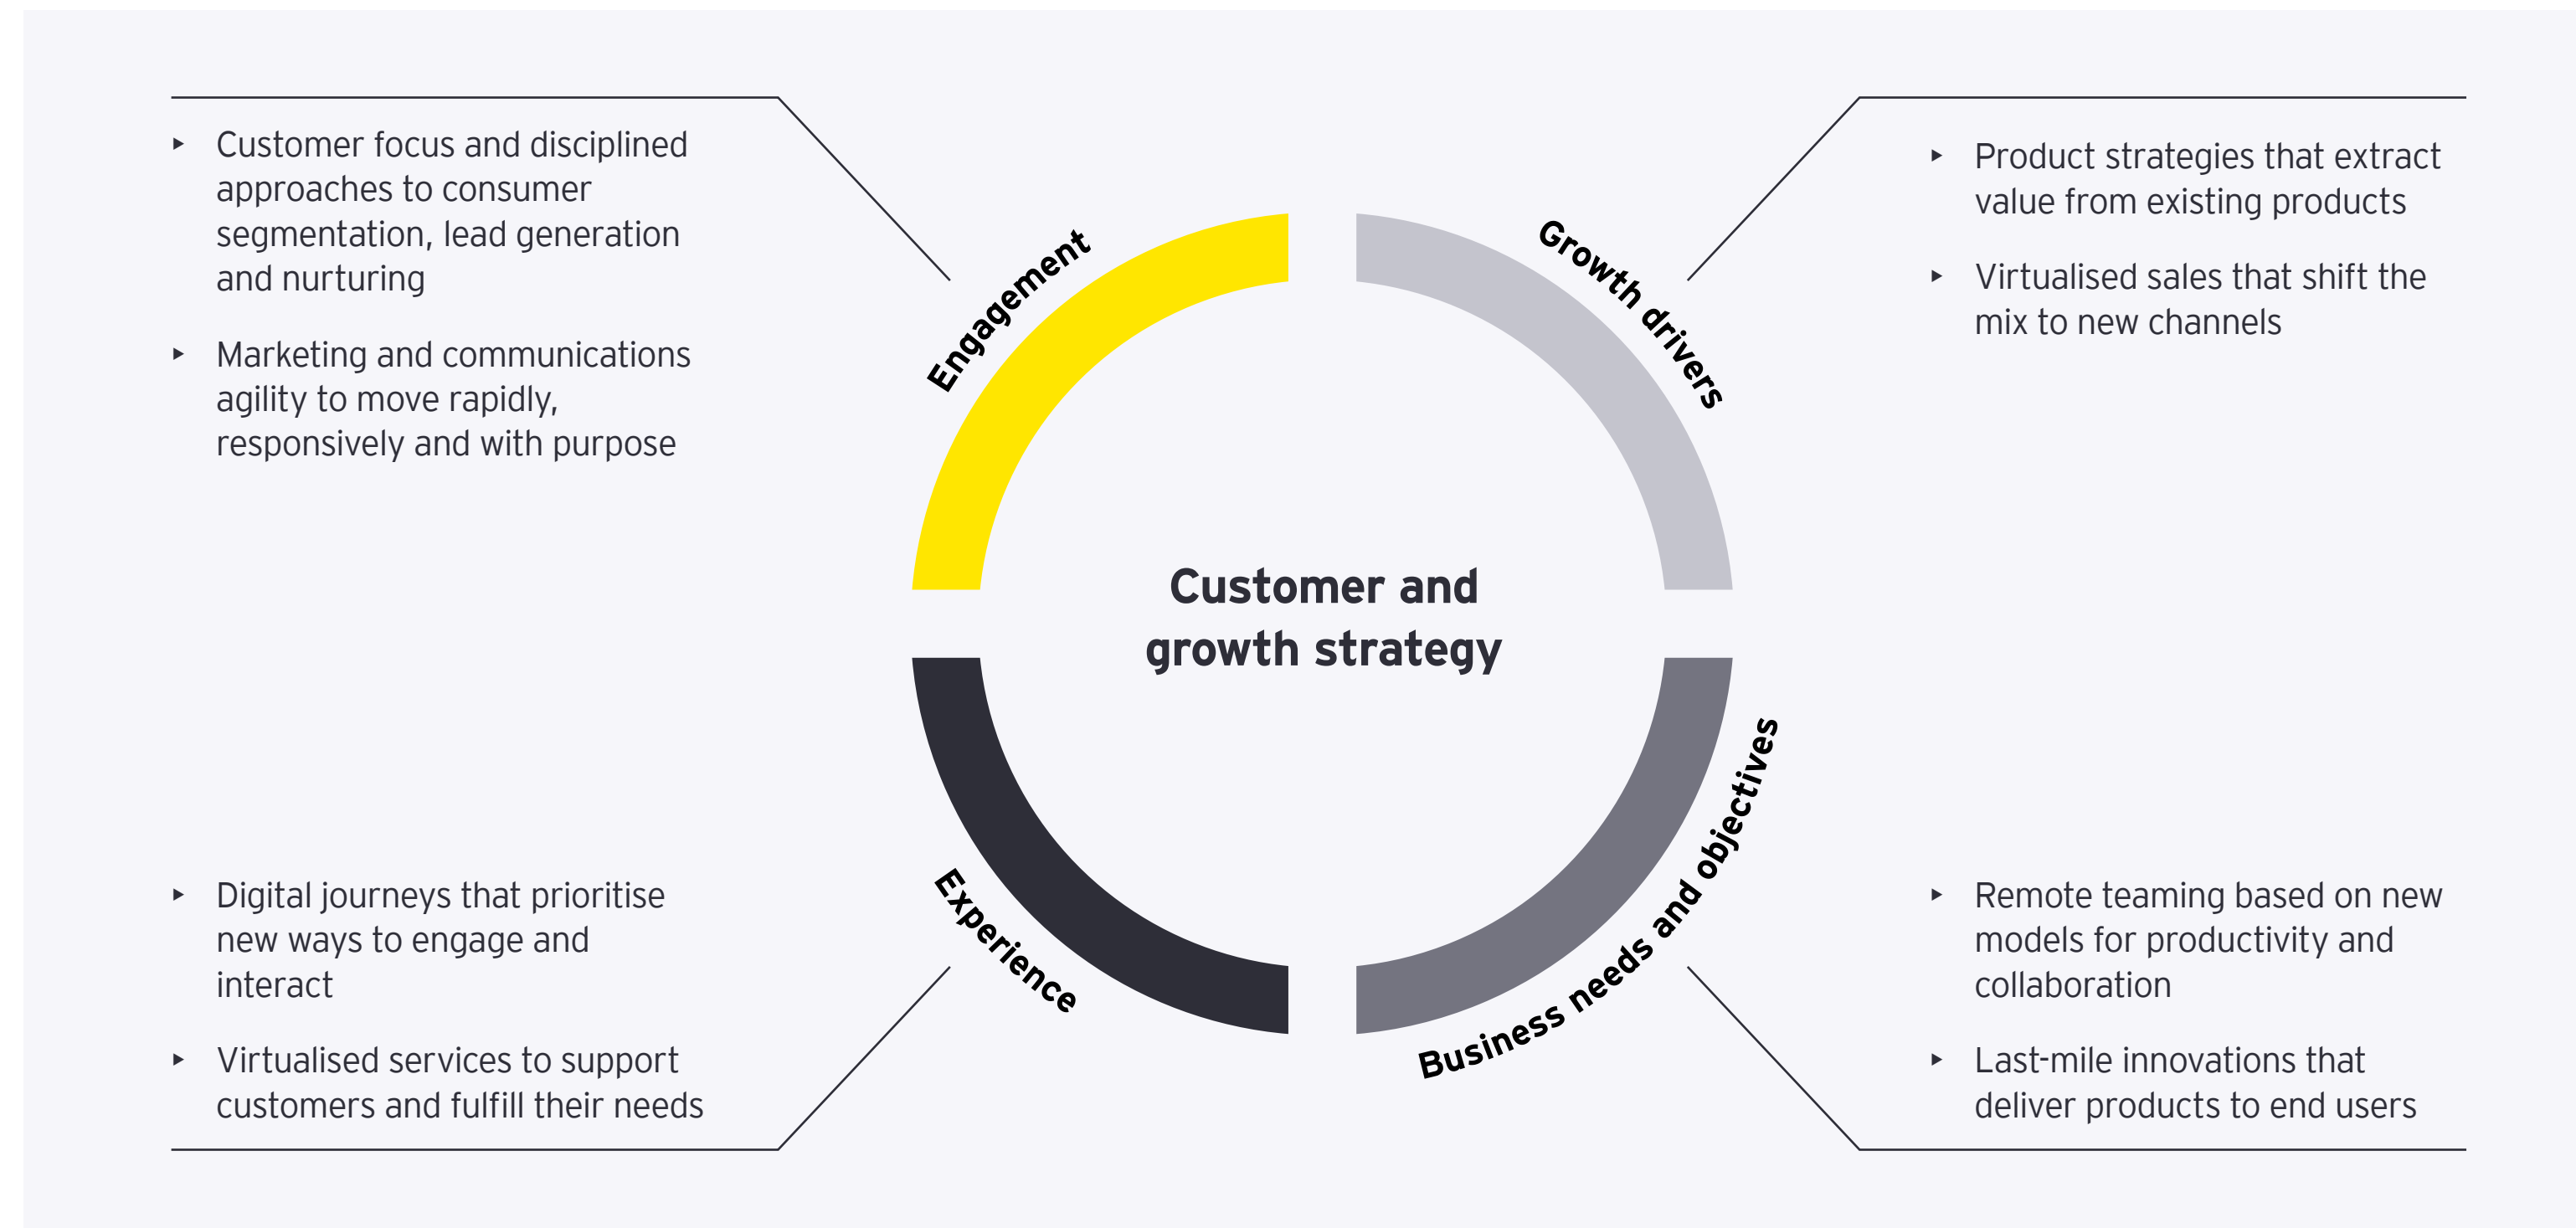 Customer focus and disciplined
approaches to consumer
segmentation, lead generation
and nurturing
Marketing and communications
agility to move rapidly,
responsively and with purpose
Engagement
Growth drivers
Product strategies that extract
value from existing products
Virtualised sales that shift the
mix to new channels
Customer and
growth strategy
Digital journeys that prioritise
new ways to engage and
interact
Virtualised services to support
customers and fulfill their needs
Experience
Business needs and objectives
Remote teaming based on new
models for productivity and
collaboration
Last-mile innovations that
deliver products to end users